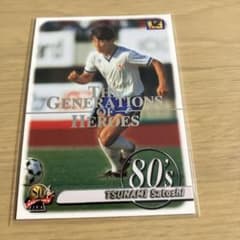 THE
GENERATIONS
OF
HEROES
80's
TSUNAMI Satoshi